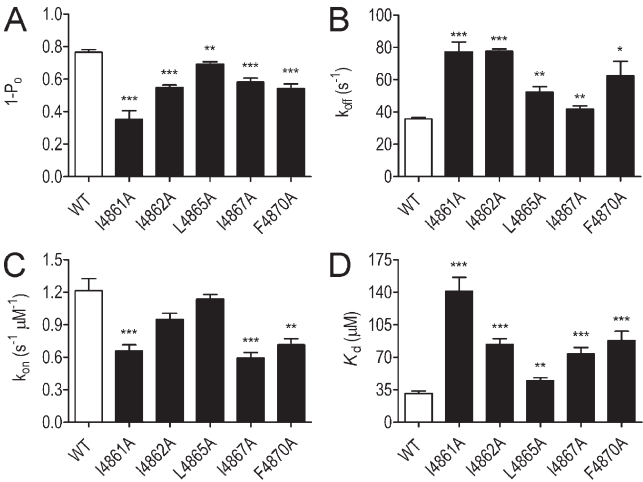 A
1-Po
1.0
0.8
0.6
0.4
0.2
0.0
***
***
**
***
***
WT
I4861A
I4862A
L4865A
I4867A
F4870A
B
koff (s-1)
100
80
60
40
20
0
***
***
**
**
*
WT
I4861A
I4862A
L4865A
I4867A
F4870A
C
kon (s-1 μM-1)
1.5
1.2
0.9
0.6
0.3
0.0
***
***
**
WT
I4861A
I4862A
L4865A
I4867A
F4870A
D
Kd (μM)
175
140
105
70
35
0
***
***
**
***
***
WT
I4861A
I4862A
L4865A
I4867A
F4870A